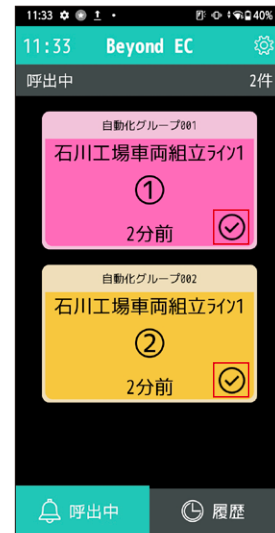 11:33
40%
11:33 Beyond EC
呼出中 2件
自動化グループ001
石川工場車両組立ﾗｲﾝ1
①
2分前
自動化グループ002
石川工場車両組立ﾗｲﾝ1
②
2分前
呼出中 履歴